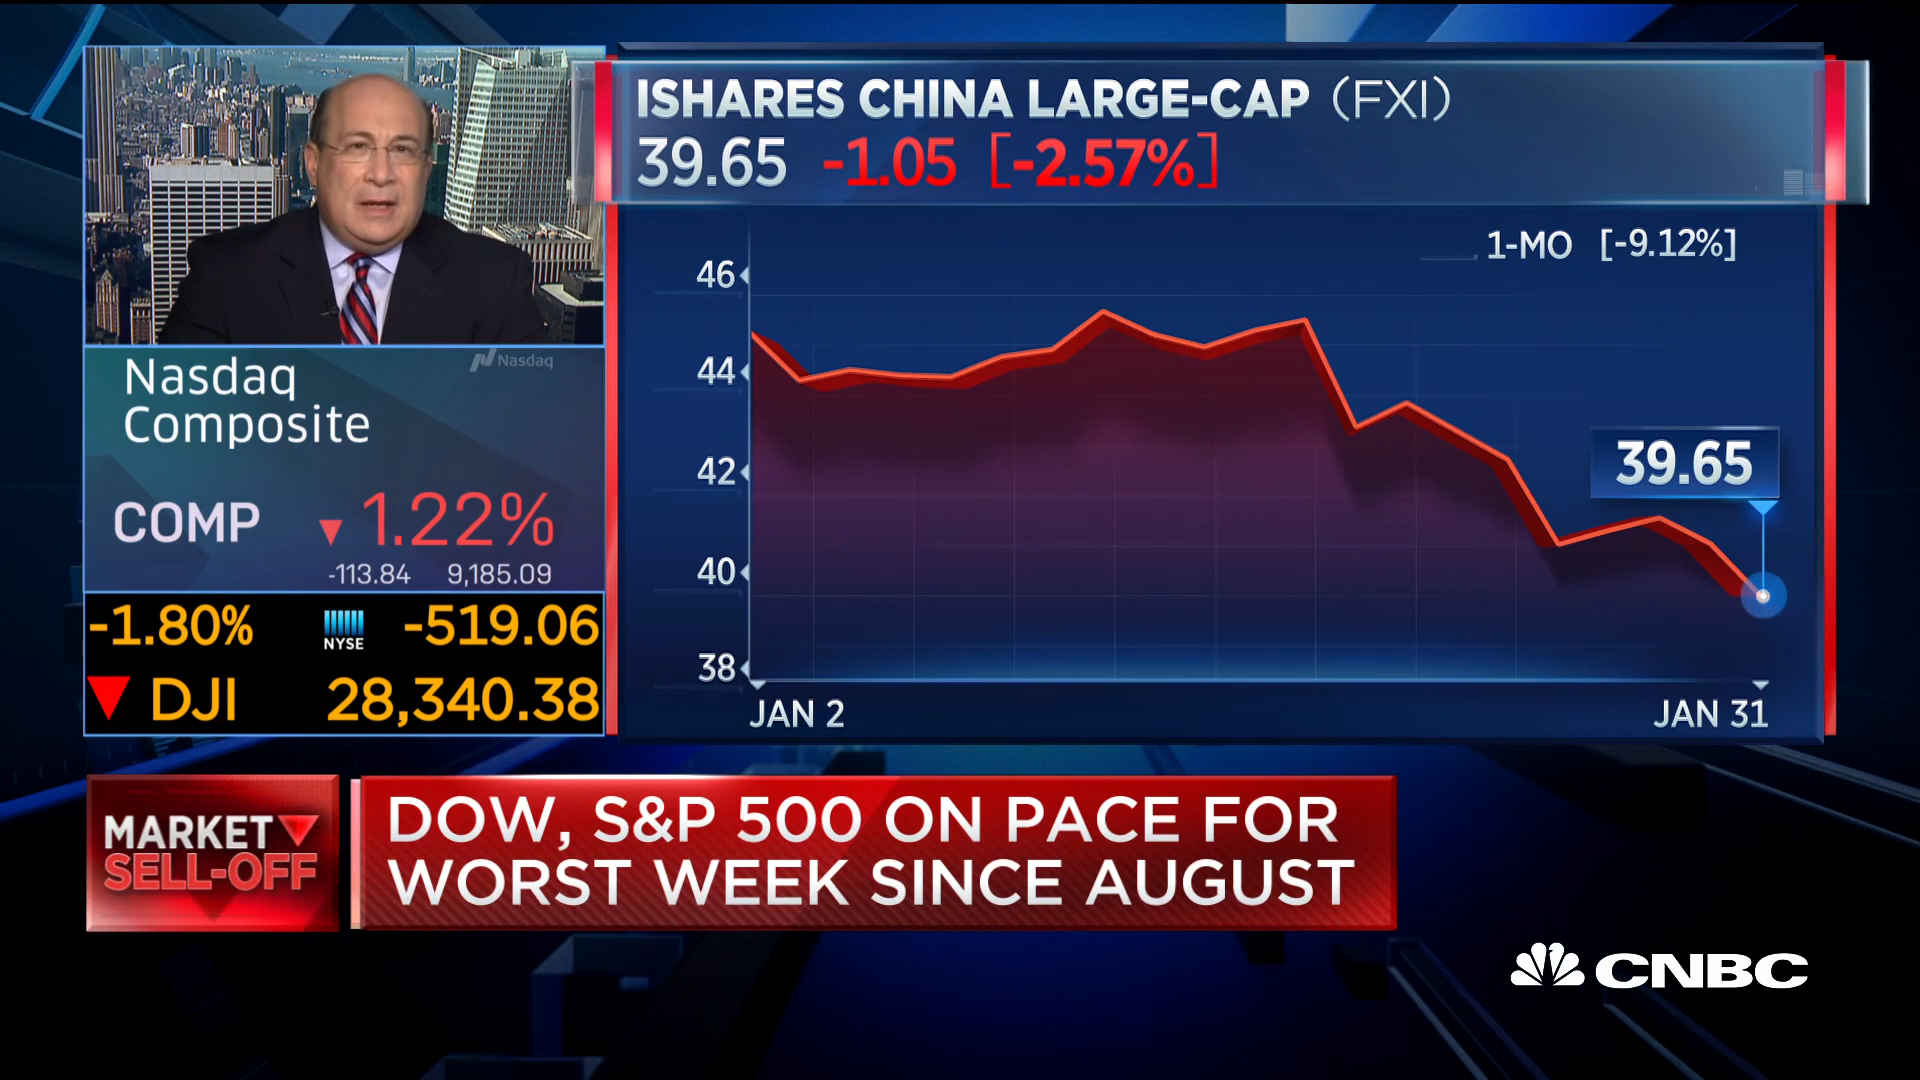 ISHARES CHINA LARGE-CAP (FXI)
39.65 -1.05 [-2.57%]
1-MO [-9.12%]
46
44
42
40
38
39.65
JAN 2
JAN 31
Nasdaq
Nasdaq
Composite
COMP ▼1.22%
-113.84 9,185.09
-1.80% NYSE -519.06
▼ DJI 28,340.38
MARKET▼
SELL-OFF
DOW, S&P 500 ON PACE FOR
WORST WEEK SINCE AUGUST
CNBC